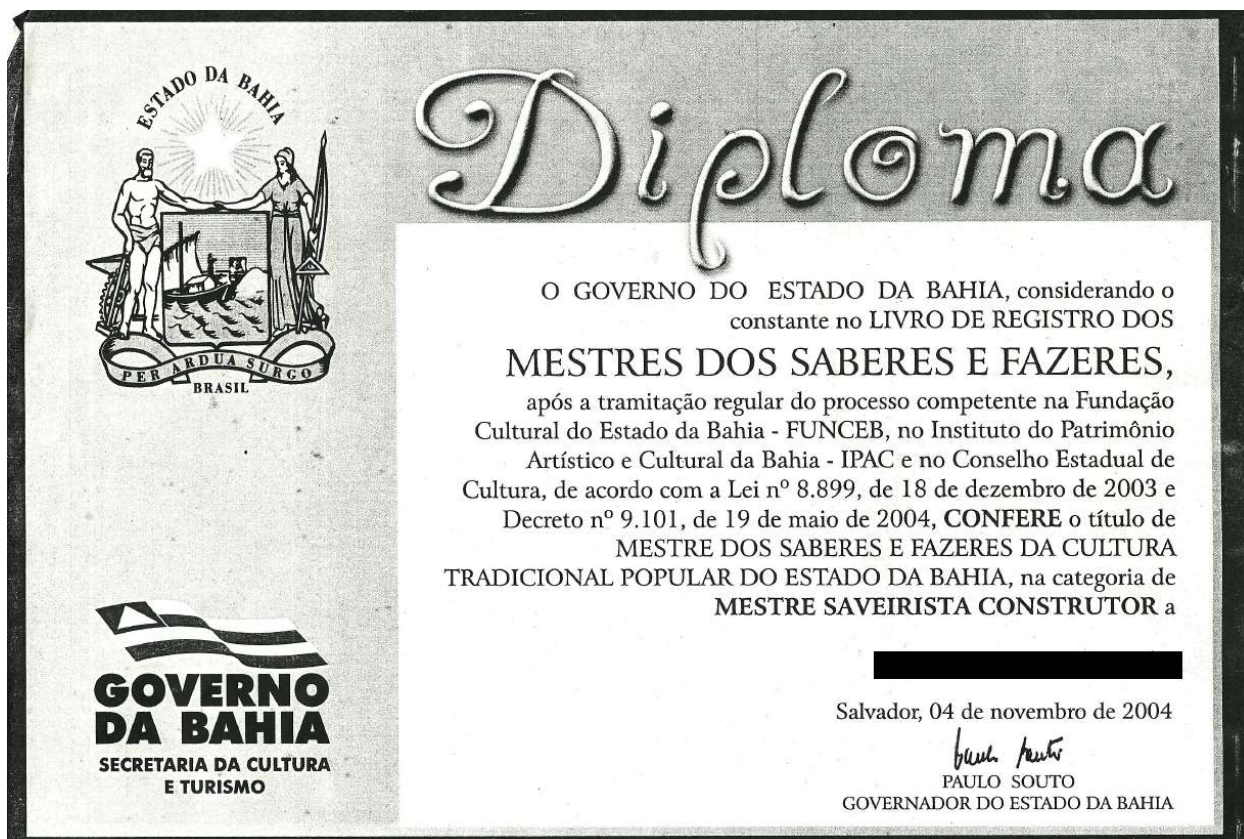 ESTADO DA BAHIA
PER ARDUA SURGO
BRASIL
Diploma
O GOVERNO DO ESTADO DA BAHIA, considerando o
constante no LIVRO DE REGISTRO DOS
MESTRES DOS SABERES E FAZERES,
após a tramitação regular do processo competente na Fundação
Cultural do Estado da Bahia - FUNCEB, no Instituto do Patrimônio
Artístico e Cultural da Bahia - IPAC e no Conselho Estadual de
Cultura, de acordo com a Lei nº 8.899, de 18 de dezembro de 2003 e
Decreto nº 9.101, de 19 de maio de 2004, CONFERE o título de
MESTRE DOS SABERES E FAZERES DA CULTURA
TRADICIONAL POPULAR DO ESTADO DA BAHIA, na categoria de
MESTRE SAVEIRISTA CONSTRUTOR a
Salvador, 04 de novembro de 2004
Paulo Souto
PAULO SOUTO
GOVERNADOR DO ESTADO DA BAHIA
GOVERNO
DA BAHIA
SECRETARIA DA CULTURA
E TURISMO